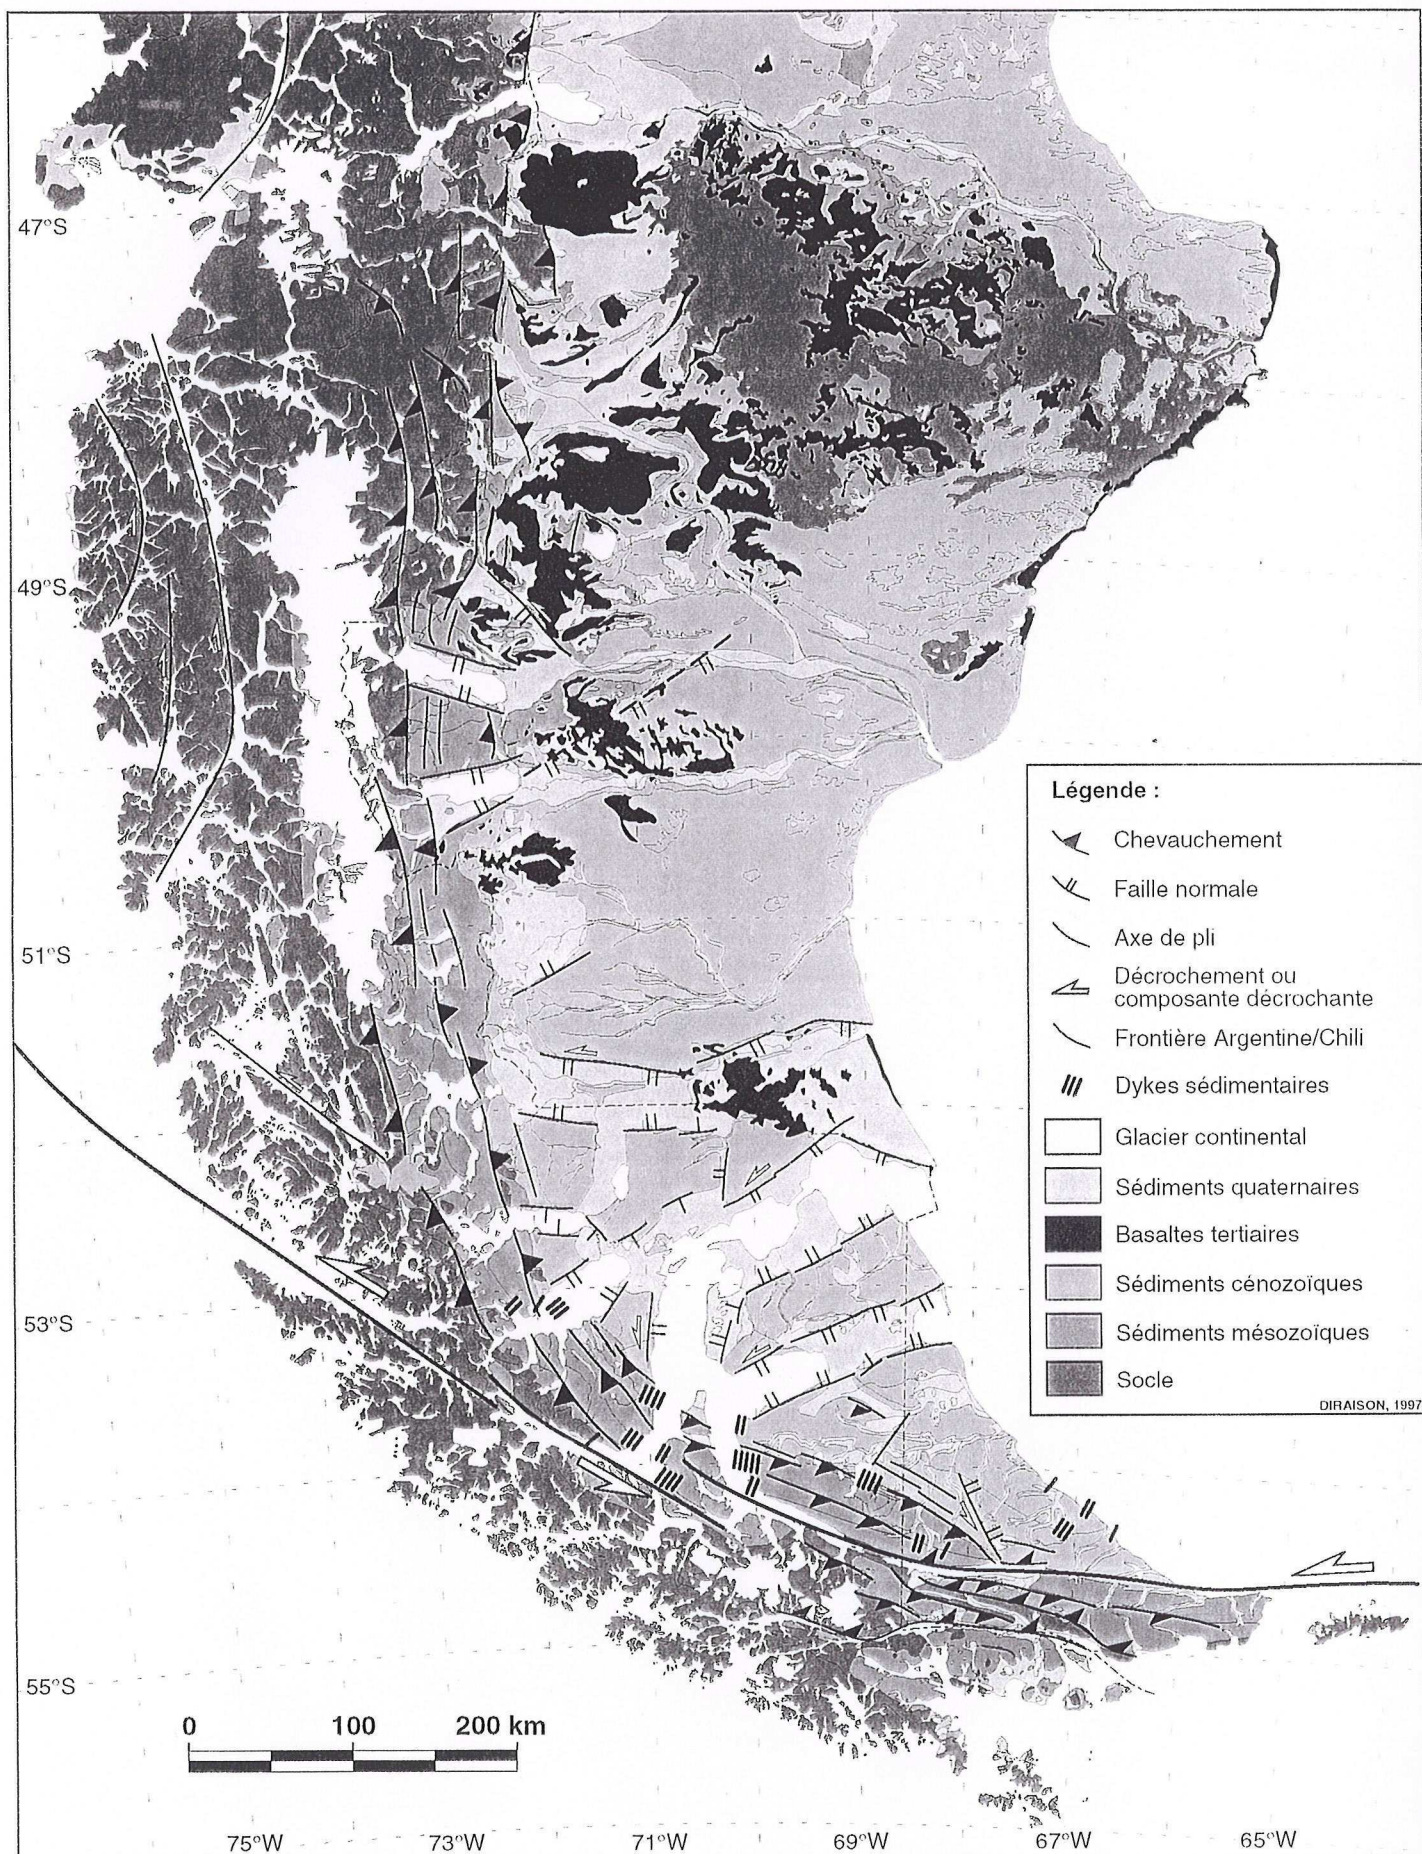 47°S
49°S
51°S
53°S
55°S
Légende :
Chevauchement
Faille normale
Axe de pli
Décrochement ou
composante décrochante
Frontière Argentine/Chili
Dykes sédimentaires
Glacier continental
Sédiments quaternaires
Basaltes tertiaires
Sédiments cénozoïques
Sédiments mésozoïques
Socle
DIRAISON, 1997
0 100 200 km
75°W 73°W 71°W 69°W 67°W 65°W